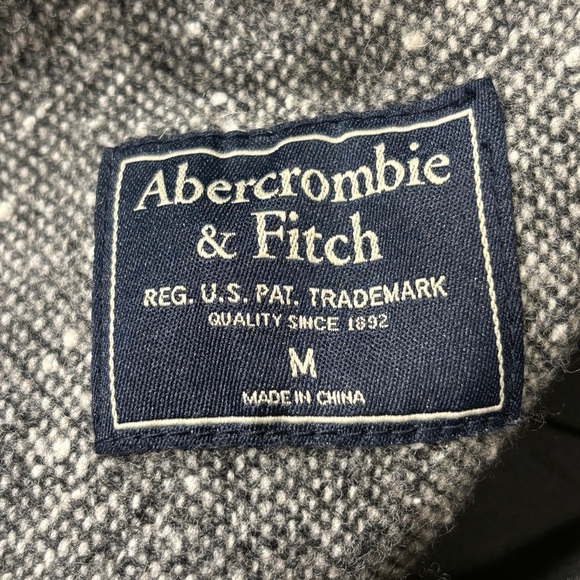 Abercrombie
& Fitch
REG. U.S. PAT. TRADEMARK
QUALITY SINCE 1892
M
MADE IN CHINA